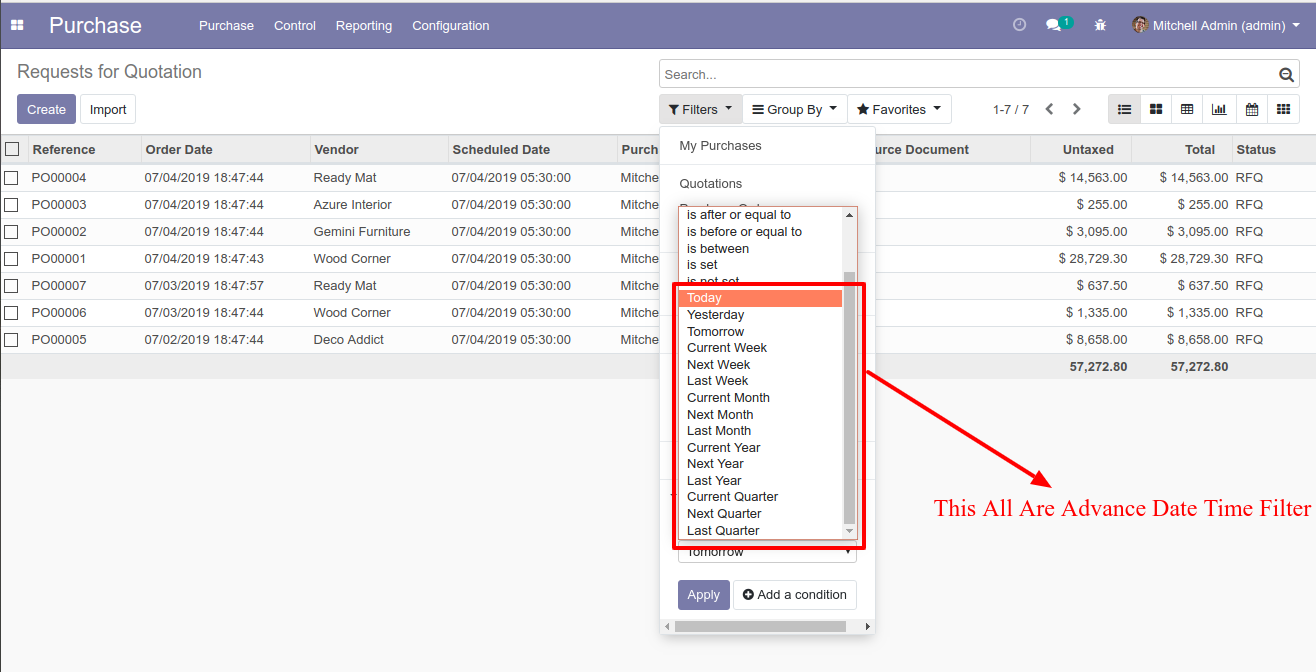 Purchase Purchase Control Reporting Configuration 1 Mitchell Admin (admin)
Requests for Quotation Search...
Create Import Filters Group By Favorites 1-7 / 7
Reference Order Date Vendor Scheduled Date Purch urce Document Untaxed Total Status
PO00004 07/04/2019 18:47:44 Ready Mat 07/04/2019 05:30:00 Mitche $ 14,563.00 $ 14,563.00 RFQ
PO00003 07/04/2019 18:47:44 Azure Interior 07/04/2019 05:30:00 Mitche $ 255.00 $ 255.00 RFQ
PO00002 07/04/2019 18:47:44 Gemini Furniture 07/04/2019 05:30:00 Mitche $ 3,095.00 $ 3,095.00 RFQ
PO00001 07/04/2019 18:47:43 Wood Corner 07/04/2019 05:30:00 Mitche $ 28,729.30 $ 28,729.30 RFQ
PO00007 07/03/2019 18:47:57 Ready Mat 07/04/2019 05:30:00 Mitche $ 637.50 $ 637.50 RFQ
PO00006 07/03/2019 18:47:44 Wood Corner 07/04/2019 05:30:00 Mitche $ 1,335.00 $ 1,335.00 RFQ
PO00005 07/02/2019 18:47:44 Deco Addict 07/04/2019 05:30:00 Mitche $ 8,658.00 $ 8,658.00 RFQ
57,272.80 57,272.80
My Purchases
Quotations
is after or equal to
is before or equal to
is between
is set
is not set
Today
Yesterday
Tomorrow
Current Week
Next Week
Last Week
Current Month
Next Month
Last Month
Current Year
Next Year
Last Year
Current Quarter
Next Quarter
Last Quarter
Tomorrow
Apply Add a condition
This All Are Advance Date Time Filter